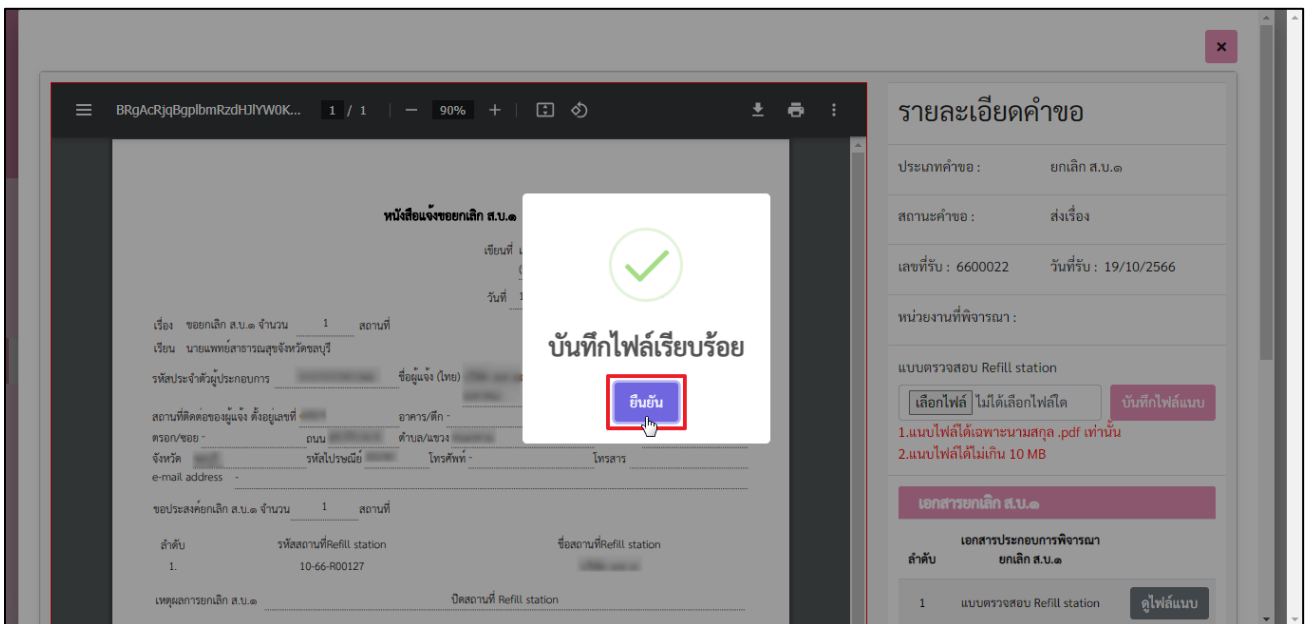 ×
BRgAcRjqBgplbmRzdHJlYW0K... 1 / 1 90%
หนังสือแจ้งขอยกเลิก ส.บ.๑
เขียนที่
วันที่
เรื่อง ขอยกเลิก ส.บ.๑ จำนวน 1 สถานที่
เรียน นายแพทย์สาธารณสุขจังหวัดชลบุรี
รหัสประจำตัวผู้ประกอบการ ชื่อผู้แจ้ง (ไทย)
สถานที่ติดต่อของผู้แจ้ง ตั้งอยู่เลขที่ อาคาร/ตึก -
ตรอก/ซอย - ถนน ตำบล/แขวง
จังหวัด รหัสไปรษณีย์ โทรศัพท์ - โทรสาร
e-mail address -
ขอประสงค์ยกเลิก ส.บ.๑ จำนวน 1 สถานที่
ลำดับ รหัสสถานที่Refill station ชื่อสถานที่Refill station
1. 10-66-R00127
เหตุผลการยกเลิก ส.บ.๑ ปิดสถานที่ Refill station
บันทึกไฟล์เรียบร้อย
ยืนยัน
รายละเอียดคำขอ
ประเภทคำขอ : ยกเลิก ส.บ.๑
สถานะคำขอ : ส่งเรื่อง
เลขที่รับ : 6600022 วันที่รับ : 19/10/2566
หน่วยงานที่พิจารณา :
แบบตรวจสอบ Refill station
เลือกไฟล์ ไม่ได้เลือกไฟล์ใด บันทึกไฟล์แนบ
1.แนบไฟล์ได้เฉพาะนามสกุล .pdf เท่านั้น
2.แนบไฟล์ได้ไม่เกิน 10 MB
เอกสารยกเลิก ส.บ.๑
ลำดับ เอกสารประกอบการพิจารณา
ยกเลิก ส.บ.๑
1 แบบตรวจสอบ Refill station ดูไฟล์แนบ